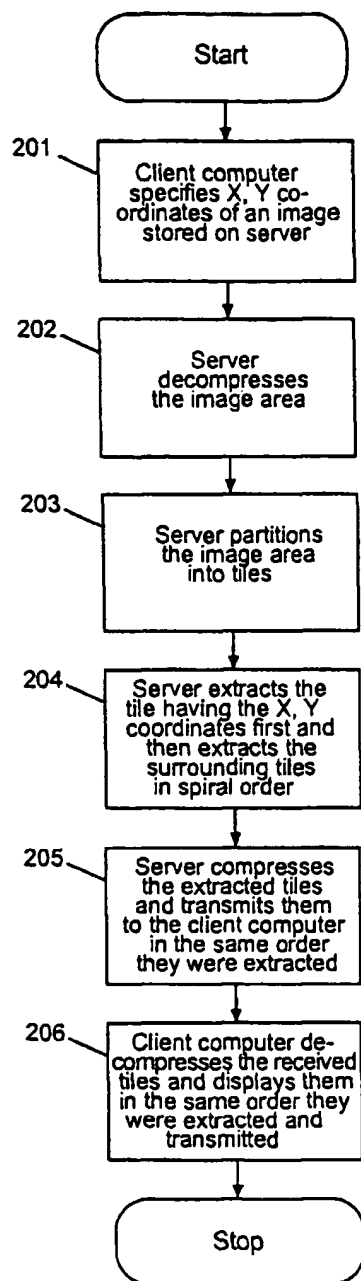 Start
201
Client computer
specifies X, Y co-
ordinates of an image
stored on server
202
Server
decompresses
the image area
203
Server partitions
the image area
into tiles
204
Server extracts the
tile having the X, Y
coordinates first and
then extracts the
surrounding tiles
in spiral order
205
Server compresses
the extracted tiles
and transmits them
to the client computer
in the same order
they were extracted
206
Client computer de-
compresses the received
tiles and displays them
in the same order they
were extracted and
transmitted
Stop